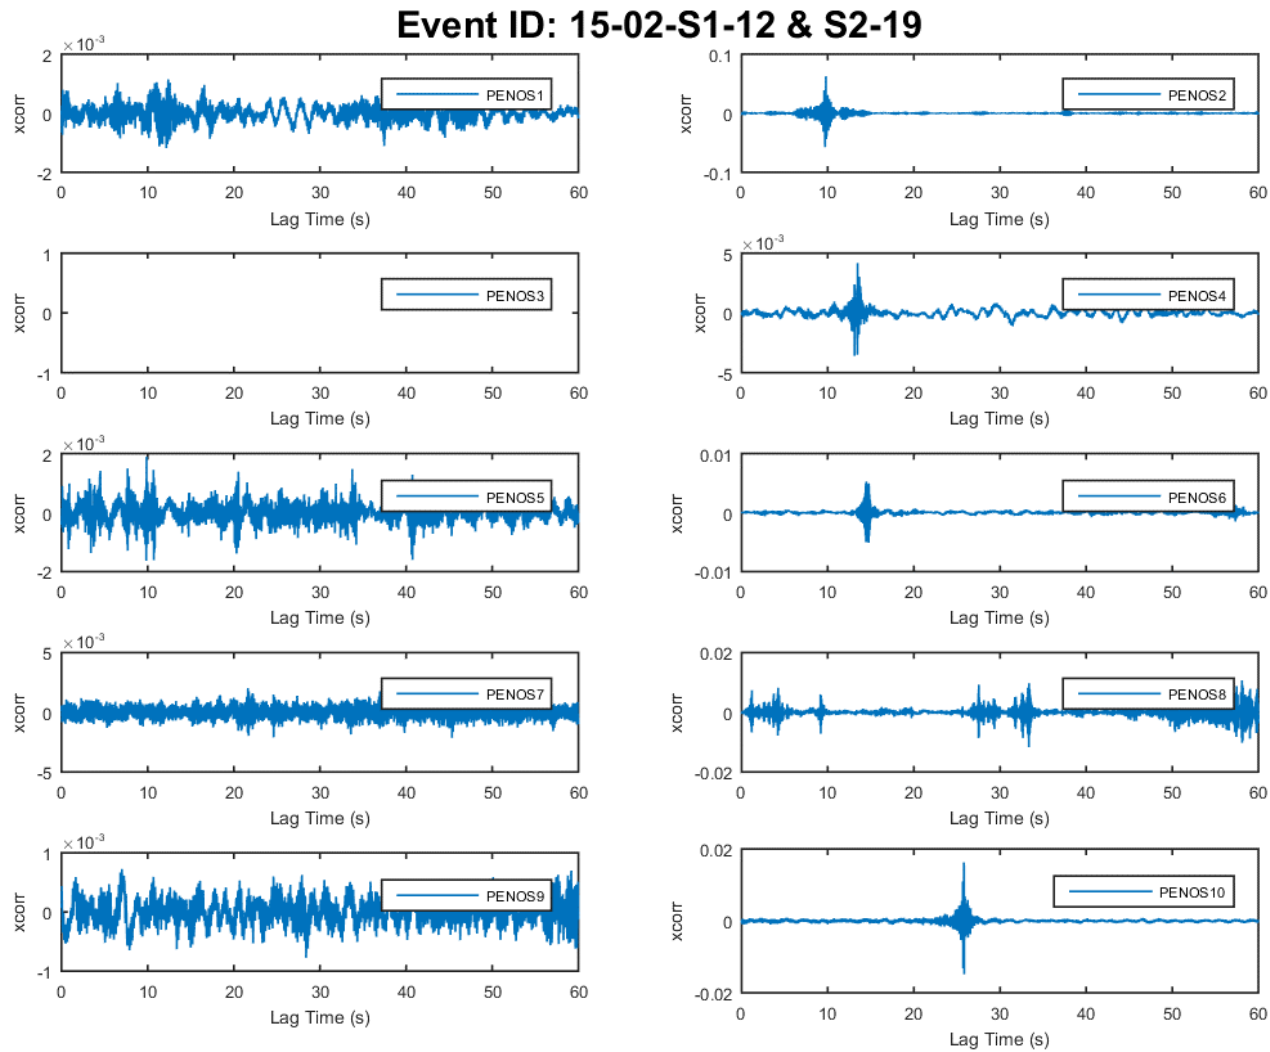 Event ID: 15-02-S1-12 & S2-19
×10⁻³
2
0
-2
xcorr
PENOS1
0 10 20 30 40 50 60
Lag Time (s)
0.1
0
-0.1
xcorr
PENOS2
0 10 20 30 40 50 60
Lag Time (s)
1
0
-1
xcorr
PENOS3
0 10 20 30 40 50 60
Lag Time (s)
×10⁻³
5
0
-5
xcorr
PENOS4
0 10 20 30 40 50 60
Lag Time (s)
×10⁻³
2
0
-2
xcorr
PENOS5
0 10 20 30 40 50 60
Lag Time (s)
0.01
0
-0.01
xcorr
PENOS6
0 10 20 30 40 50 60
Lag Time (s)
×10⁻³
5
0
-5
xcorr
PENOS7
0 10 20 30 40 50 60
Lag Time (s)
0.02
0
-0.02
xcorr
PENOS8
0 10 20 30 40 50 60
Lag Time (s)
×10⁻³
1
0
-1
xcorr
PENOS9
0 10 20 30 40 50 60
Lag Time (s)
0.02
0
-0.02
xcorr
PENOS10
0 10 20 30 40 50 60
Lag Time (s)